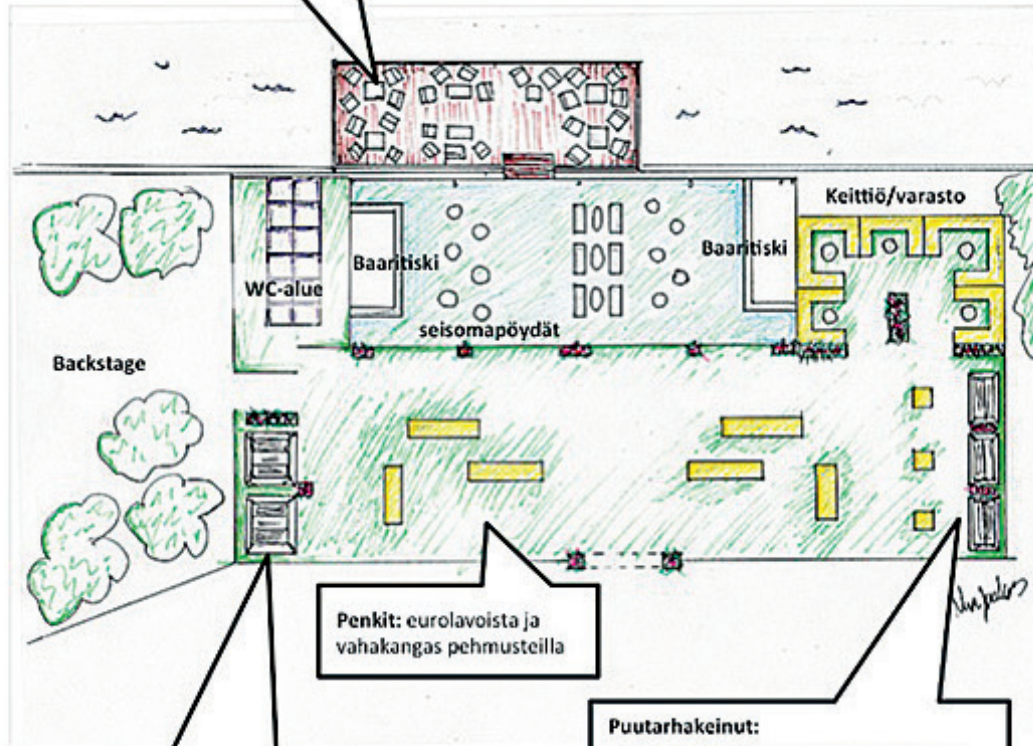 Keittiö/varasto
Baaritiski
Baaritiski
WC-alue
seisomapöydät
Backstage
Penkit: eurolavoista ja
vahakangas pehmusteilla
Puutarhakeinut: